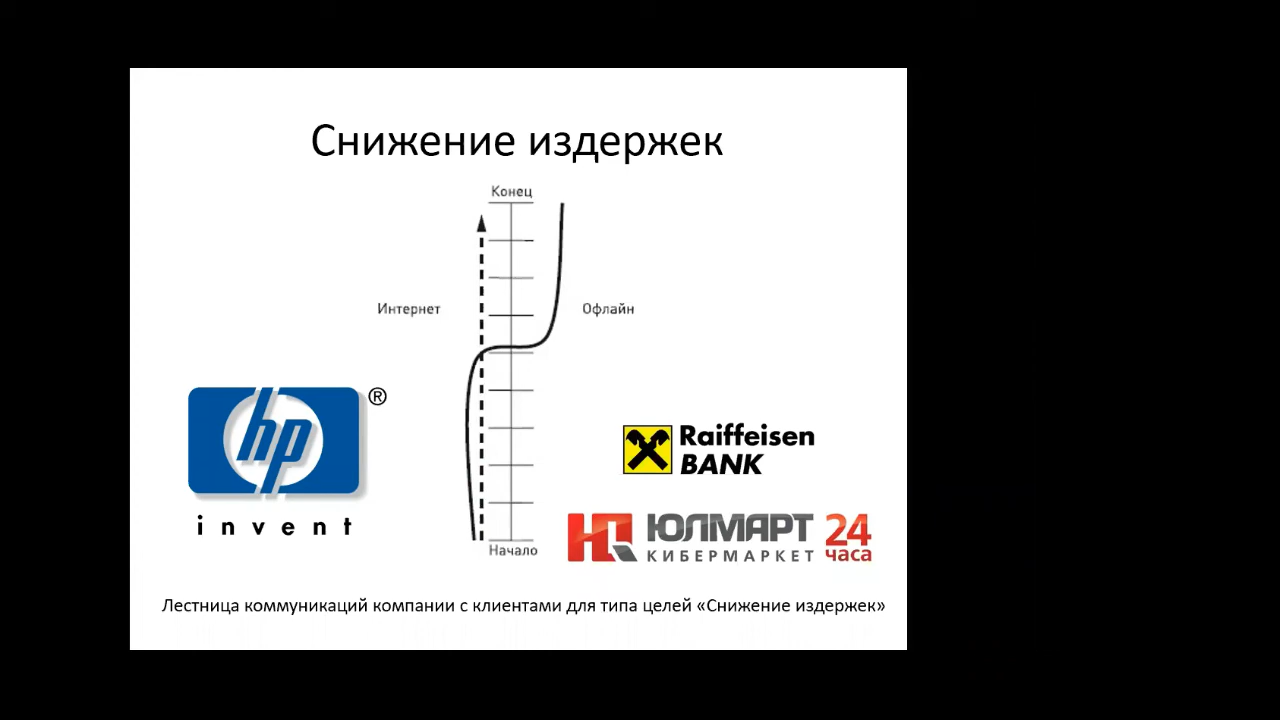 Снижение издержек
Конец
Интернет
Офлайн
hp
®
invent
Raiffeisen
BANK
ЮЛМАРТ 24
КИБЕРМАРКЕТ часа
Начало
Лестница коммуникаций компании с клиентами для типа целей «Снижение издержек»